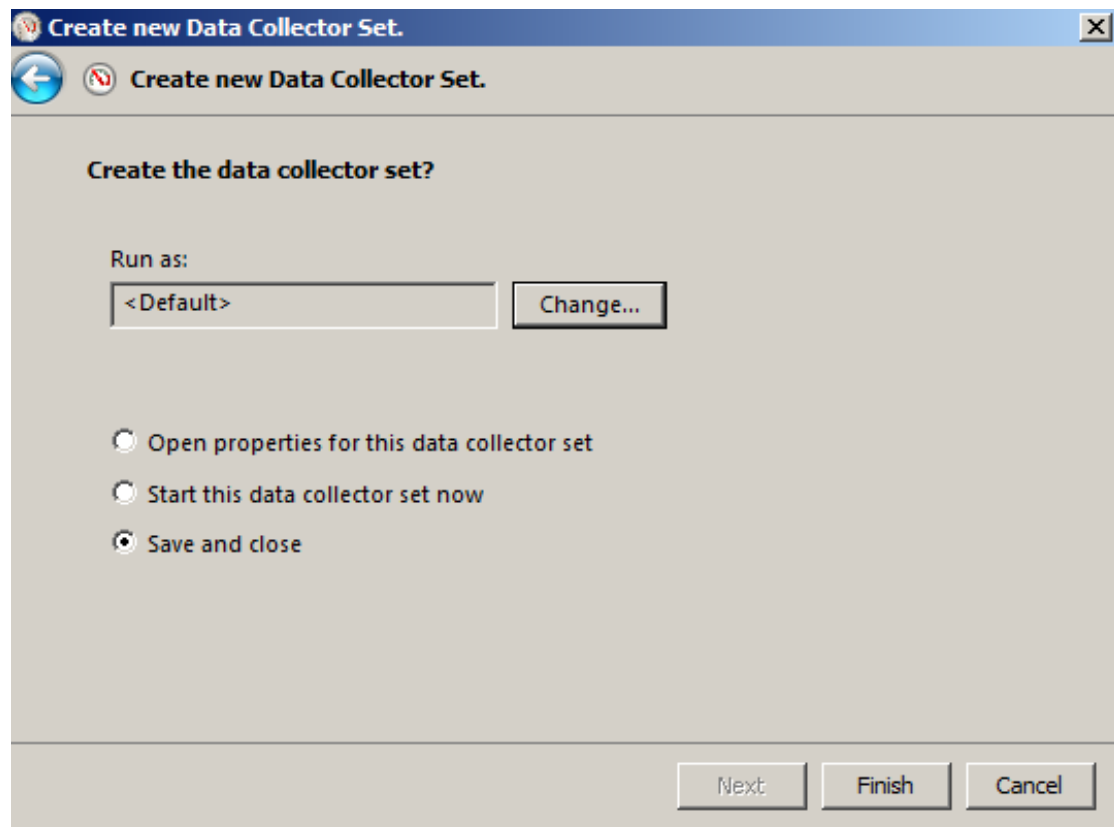 Create new Data Collector Set.
Create new Data Collector Set.
Create the data collector set?
Run as:
<Default>
Change...
Open properties for this data collector set
Start this data collector set now
Save and close
Next
Finish
Cancel